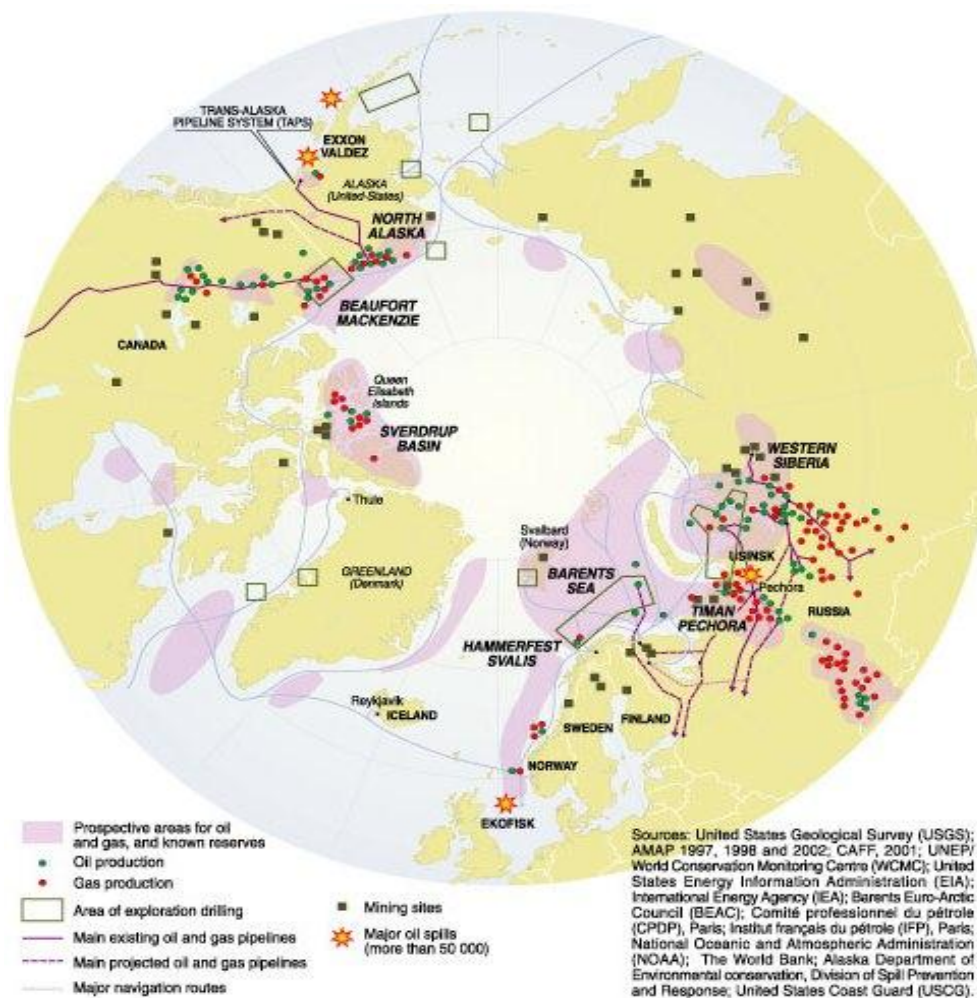 TRANS-ALASKA
PIPELINE SYSTEM (TAPS)
EXXON
VALDEZ
ALASKA
(United-States)
NORTH
ALASKA
BEAUFORT
MACKENZIE
CANADA
Queen
Elisabeth
Islands
SVERDRUP
BASIN
WESTERN
SIBERIA
Thule
Svalbard
(Norway)
GREENLAND
(Denmark)
BARENTS
SEA
USINSK
Pechora
TIMAN
PECHORA
RUSSIA
HAMMERFEST
SVALIS
Reykjavík
ICELAND
SWEDEN
FINLAND
NORWAY
EKOFISK
Prospective areas for oil
and gas, and known reserves
Oil production
Gas production
Area of exploration drilling
Main existing oil and gas pipelines
Main projected oil and gas pipelines
Major navigation routes
Mining sites
Major oil spills
(more than 50 000)
Sources: United States Geological Survey (USGS);
AMAP 1997, 1998 and 2002; CAFF, 2001; UNEP/
World Conservation Monitoring Centre (WCMC); United
States Energy Information Administration (EIA);
International Energy Agency (IEA); Barents Euro-Arctic
Council (BEAC); Comité professionnel du pétrole
(CPDP), Paris; Institut français du pétrole (IFP), Paris;
National Oceanic and Atmospheric Administration
(NOAA); The World Bank; Alaska Department of
Environmental conservation, Division of Spill Prevention
and Response; United States Coast Guard (USCG).